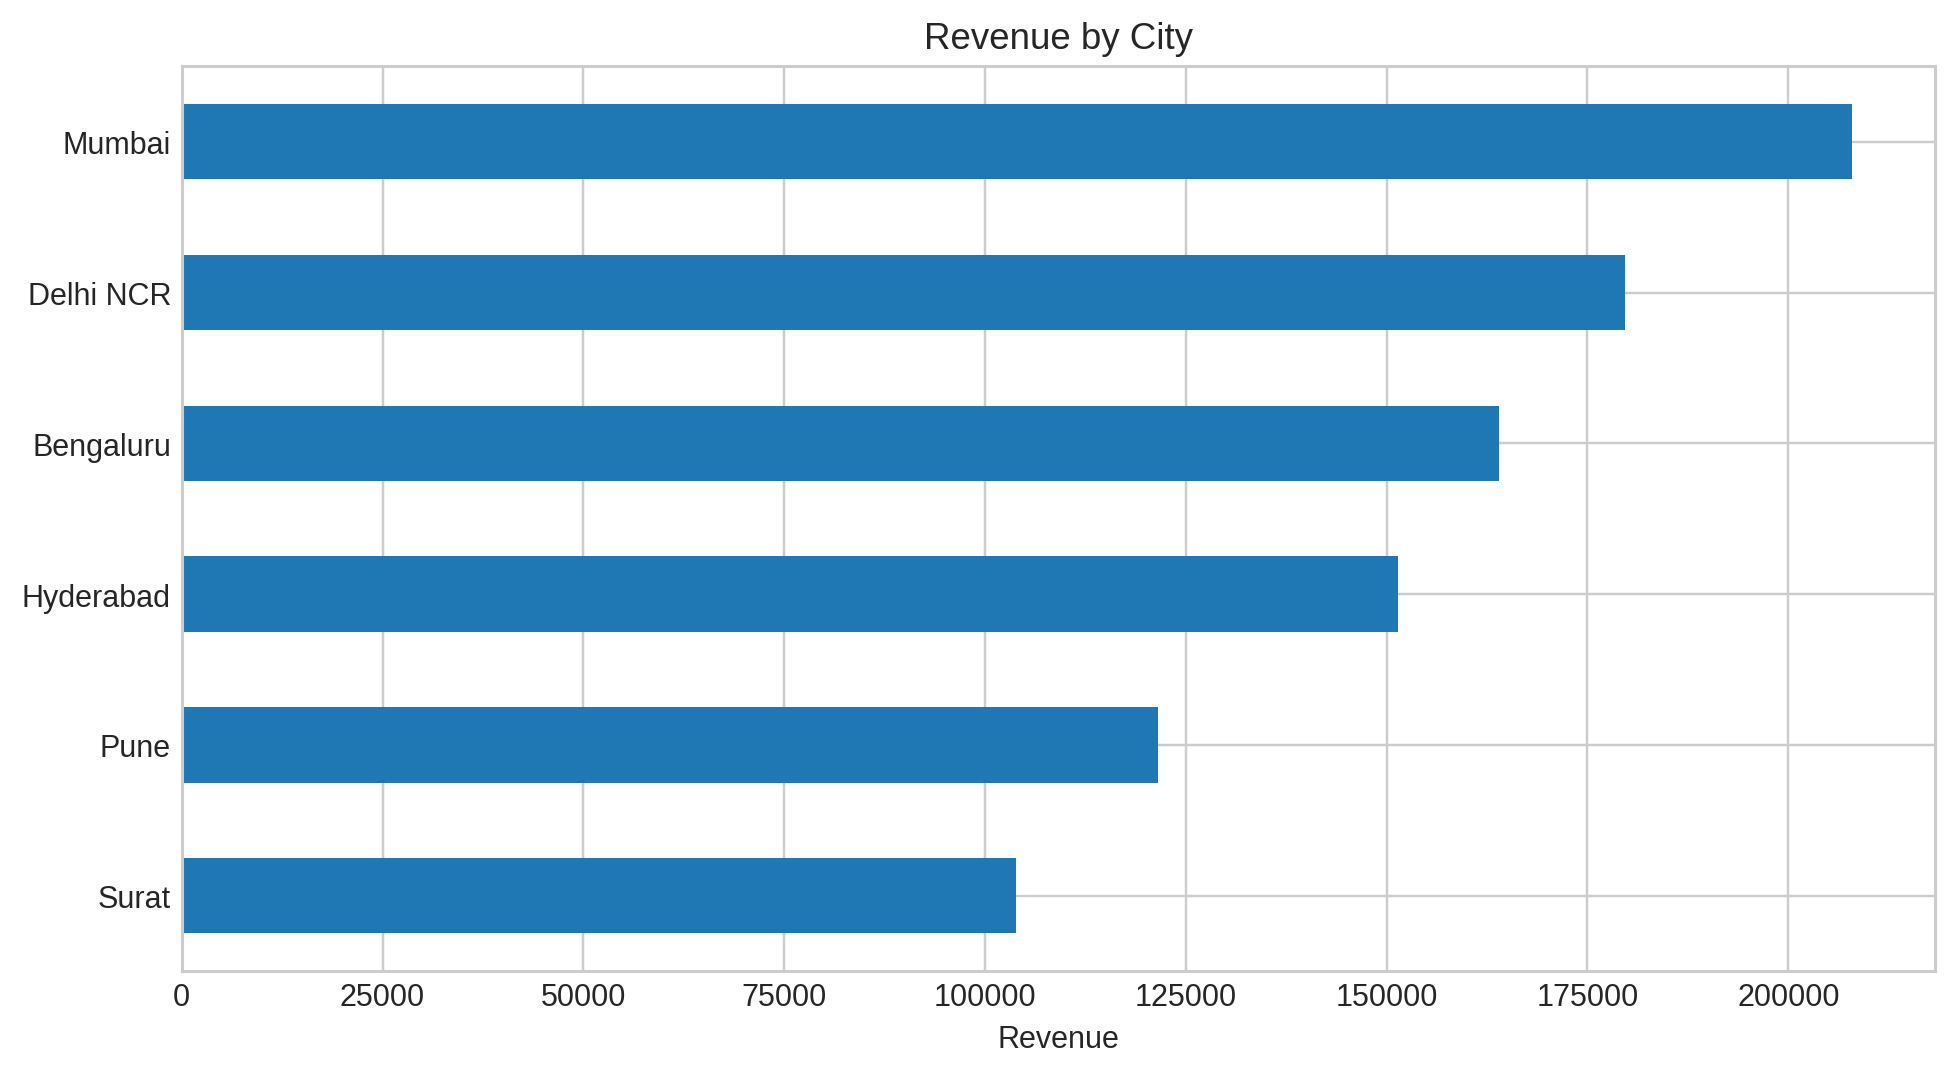 Revenue by City
Mumbai
Delhi NCR
Bengaluru
Hyderabad
Pune
Surat
0 25000 50000 75000 100000 125000 150000 175000 200000
Revenue